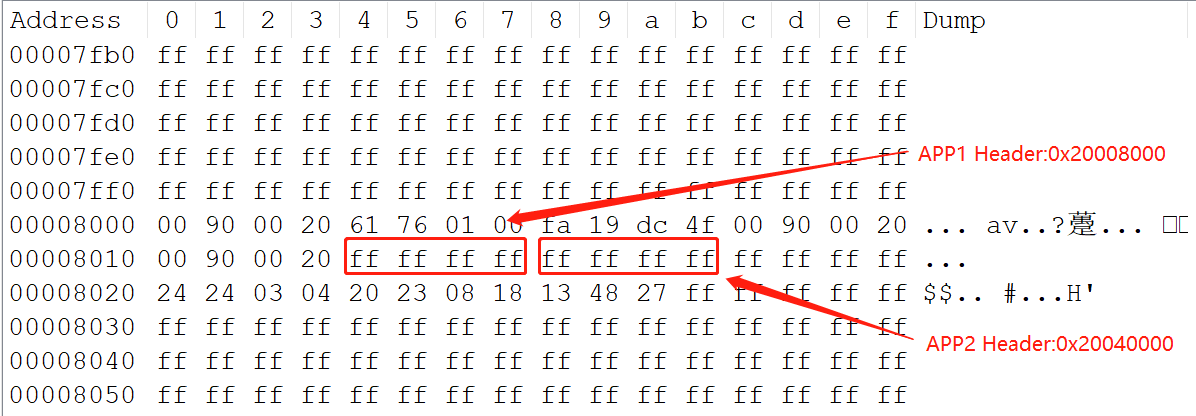 Address 0 1 2 3 4 5 6 7 8 9 a b c d e f Dump
00007fb0 ff ff ff ff ff ff ff ff ff ff ff ff ff ff ff ff
00007fc0 ff ff ff ff ff ff ff ff ff ff ff ff ff ff ff ff
00007fd0 ff ff ff ff ff ff ff ff ff ff ff ff ff ff ff ff
00007fe0 ff ff ff ff ff ff ff ff ff ff ff ff ff ff ff ff
APP1 Header:0x20008000
00007ff0 ff ff ff ff ff ff ff ff ff ff ff ff ff ff ff ff
00008000 00 90 00 20 61 76 01 00 fa 19 dc 4f 00 90 00 20 ... av..?薹... □□
00008010 00 90 00 20 ff ff ff ff ff ff ff ff ff ff ff ff ...
00008020 24 24 03 04 20 23 08 18 13 48 27 ff ff ff ff ff $$.. #...H'
00008030 ff ff ff ff ff ff ff ff ff ff ff ff ff ff ff ff
APP2 Header:0x20040000
00008040 ff ff ff ff ff ff ff ff ff ff ff ff ff ff ff ff
00008050 ff ff ff ff ff ff ff ff ff ff ff ff ff ff ff ff